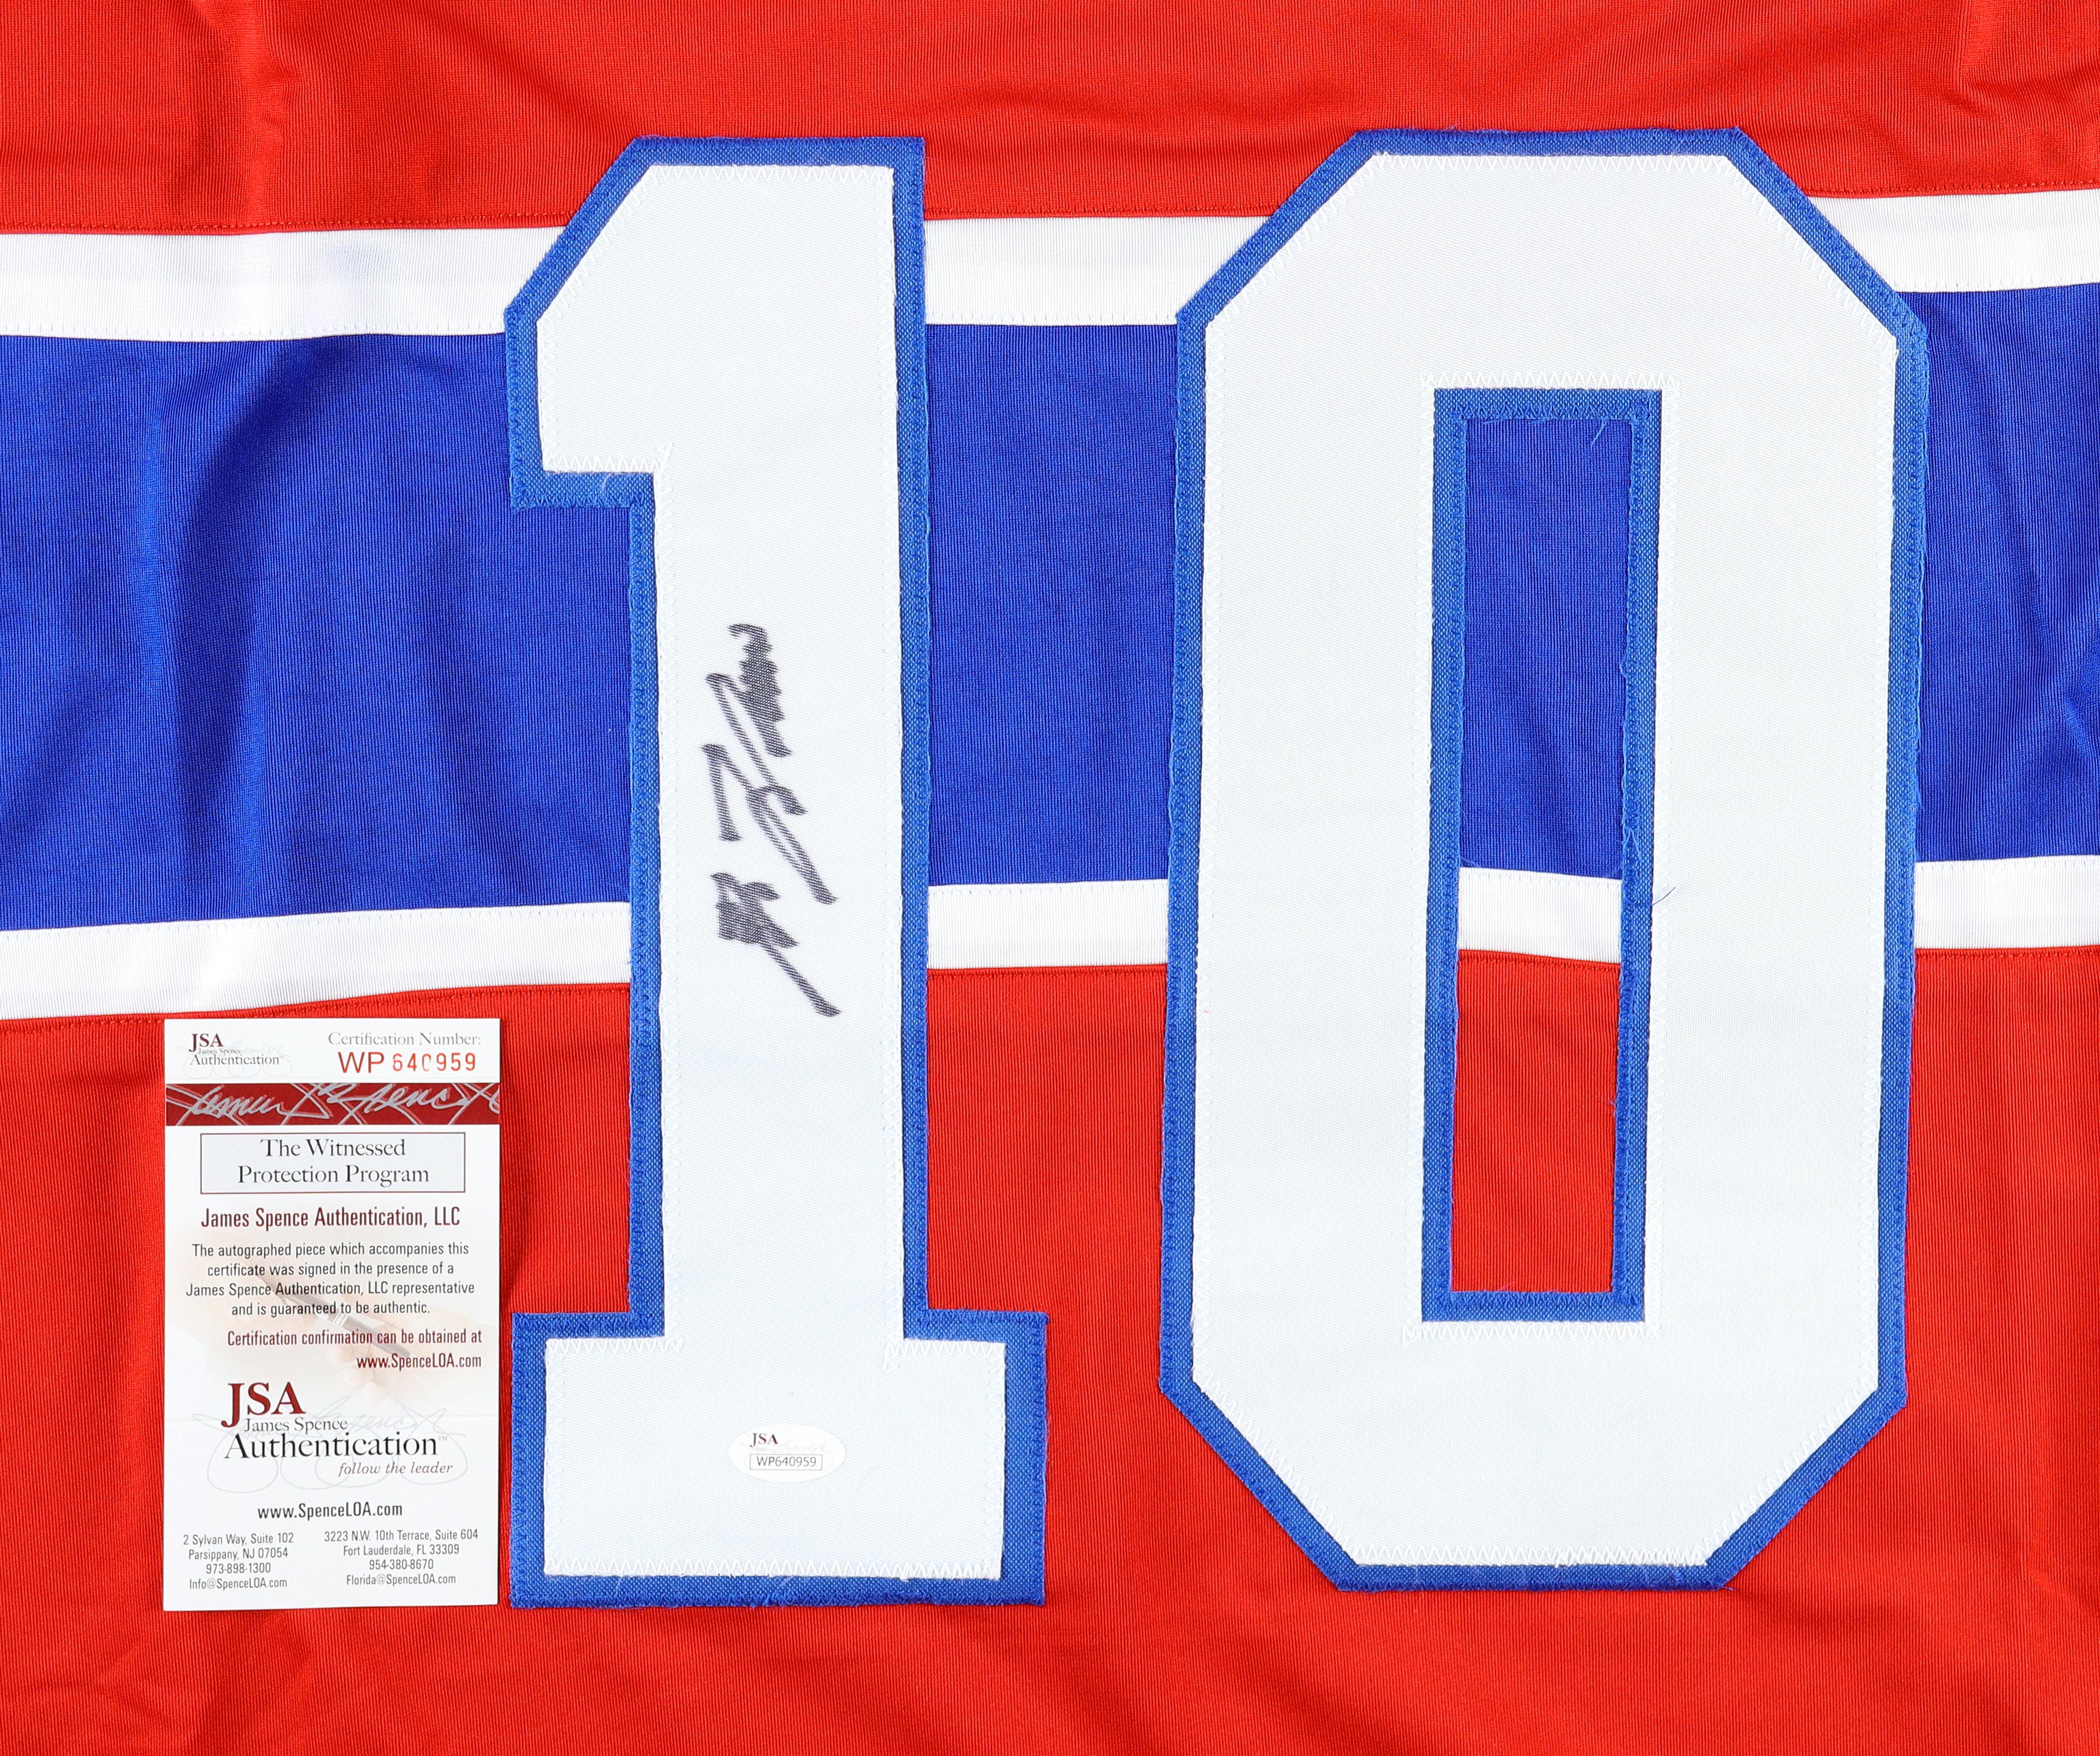 10
JSA
James Spence
Authentication
Certification Number:
WP 640959
The Witnessed
Protection Program
James Spence Authentication, LLC
The autographed piece which accompanies this
certificate was signed in the presence of a
James Spence Authentication, LLC representative
and is guaranteed to be authentic.
Certification confirmation can be obtained at
www.SpenceLOA.com
JSA
James Spence
Authentication™
follow the leader
www.SpenceLOA.com
2 Sylvan Way, Suite 102
Parsippany, NJ 07054
973-898-1300
Info@SpenceLOA.com
3223 N.W. 10th Terrace, Suite 604
Fort Lauderdale, FL 33309
954-380-8670
Florida@SpenceLOA.com
JSA
WP640959